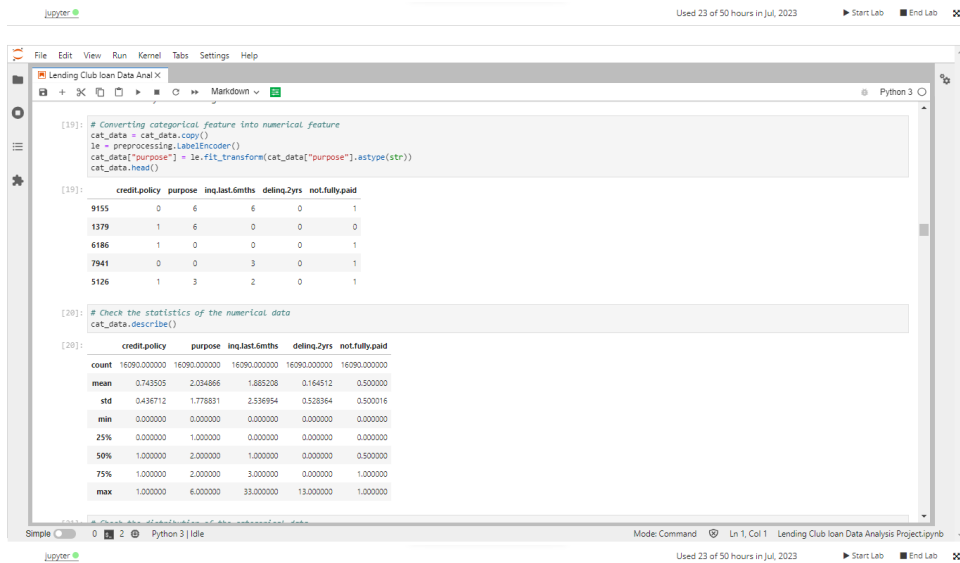 jupyter
Used 23 of 50 hours in Jul, 2023 Start Lab End Lab
File Edit View Run Kernel Tabs Settings Help
Lending Club loan Data Anal
Markdown Python 3
[19]: # Converting categorical feature into numerical feature
cat_data = cat_data.copy()
le = preprocessing.LabelEncoder()
cat_data["purpose"] = le.fit_transform(cat_data["purpose"].astype(str))
cat_data.head()
[19]: credit.policy purpose inq.last.6mths delinq.2yrs not.fully.paid
9155 0 6 6 0 1
1379 1 6 0 0 0
6186 1 0 0 0 1
7941 0 0 3 0 1
5126 1 3 2 0 1
[20]: # Check the statistics of the numerical data
cat_data.describe()
[20]: credit.policy purpose inq.last.6mths delinq.2yrs not.fully.paid
count 16090.000000 16090.000000 16090.000000 16090.000000 16090.000000
mean 0.743505 2.034866 1.885208 0.164512 0.500000
std 0.436712 1.778831 2.536954 0.528364 0.500016
min 0.000000 0.000000 0.000000 0.000000 0.000000
25% 0.000000 1.000000 0.000000 0.000000 0.000000
50% 1.000000 2.000000 1.000000 0.000000 0.500000
75% 1.000000 2.000000 3.000000 0.000000 1.000000
max 1.000000 6.000000 33.000000 13.000000 1.000000
# Check the distribution of the categorical data
Simple 0 2 Python 3 | Idle Mode: Command Ln 1, Col 1 Lending Club loan Data Analysis Project.ipynb
jupyter
Used 23 of 50 hours in Jul, 2023 Start Lab End Lab